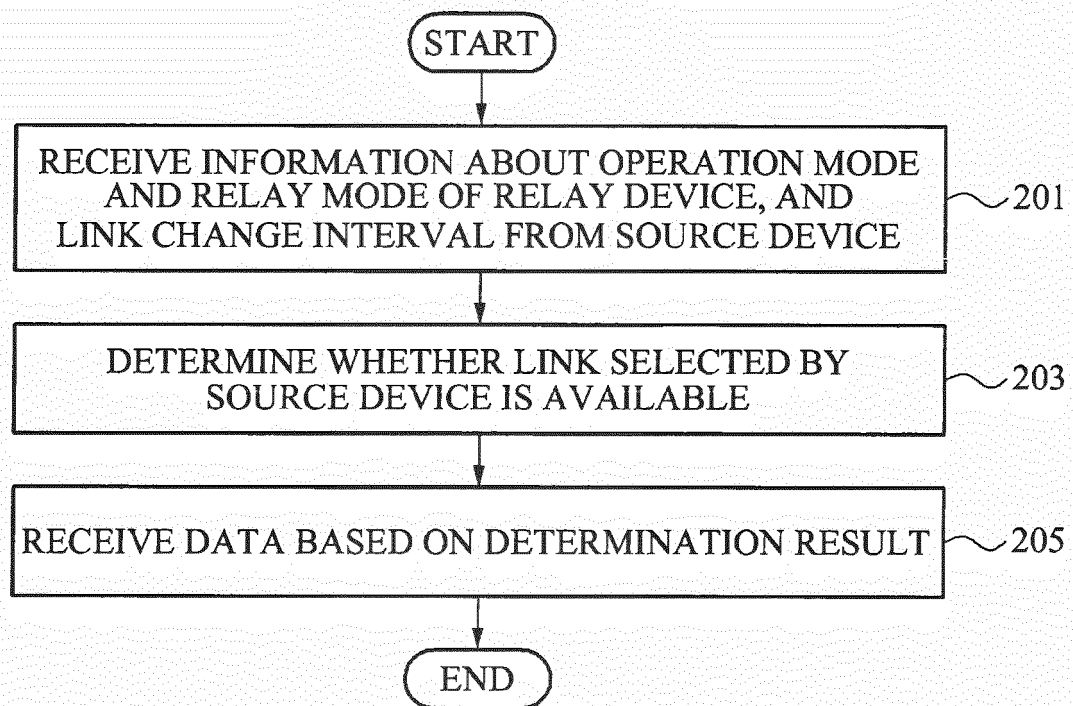 START
RECEIVE INFORMATION ABOUT OPERATION MODE
AND RELAY MODE OF RELAY DEVICE, AND
LINK CHANGE INTERVAL FROM SOURCE DEVICE
201
DETERMINE WHETHER LINK SELECTED BY
SOURCE DEVICE IS AVAILABLE
203
RECEIVE DATA BASED ON DETERMINATION RESULT
205
END